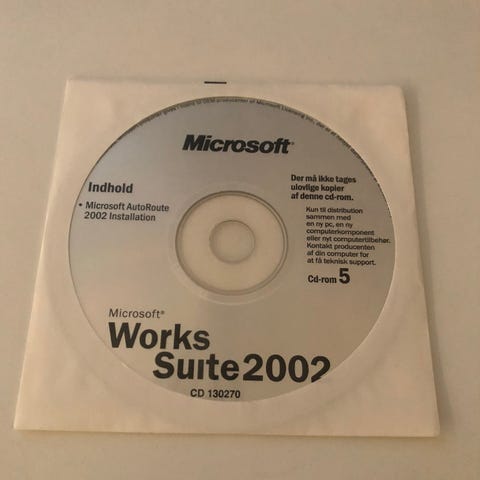 Microsoft®
Indhold
• Microsoft AutoRoute
2002 Installation
Der må ikke tages
ulovlige kopier
af denne cd-rom.
Kun til distribution
sammen med
en ny pc, en ny
computerkomponent
eller nyt computertilbehør.
Kontakt producenten
af din computer for
at få teknisk support.
Cd-rom 5
Microsoft®
Works
Suite 2002
CD 130270